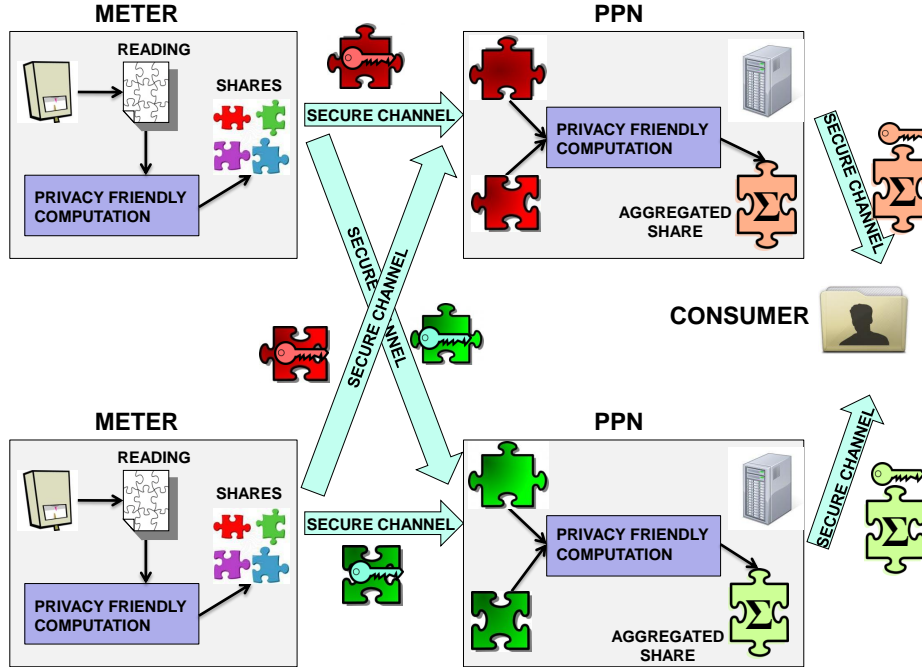 METER
PPN
READING
SHARES
PRIVACY FRIENDLY
COMPUTATION
SECURE CHANNEL
PRIVACY FRIENDLY
COMPUTATION
Σ
AGGREGATED
SHARE
SECURE CHANNEL
Σ
SECURE CHANNEL
SECURE CHANNEL
CONSUMER
METER
PPN
READING
SHARES
PRIVACY FRIENDLY
COMPUTATION
SECURE CHANNEL
PRIVACY FRIENDLY
COMPUTATION
Σ
AGGREGATED
SHARE
SECURE CHANNEL
Σ